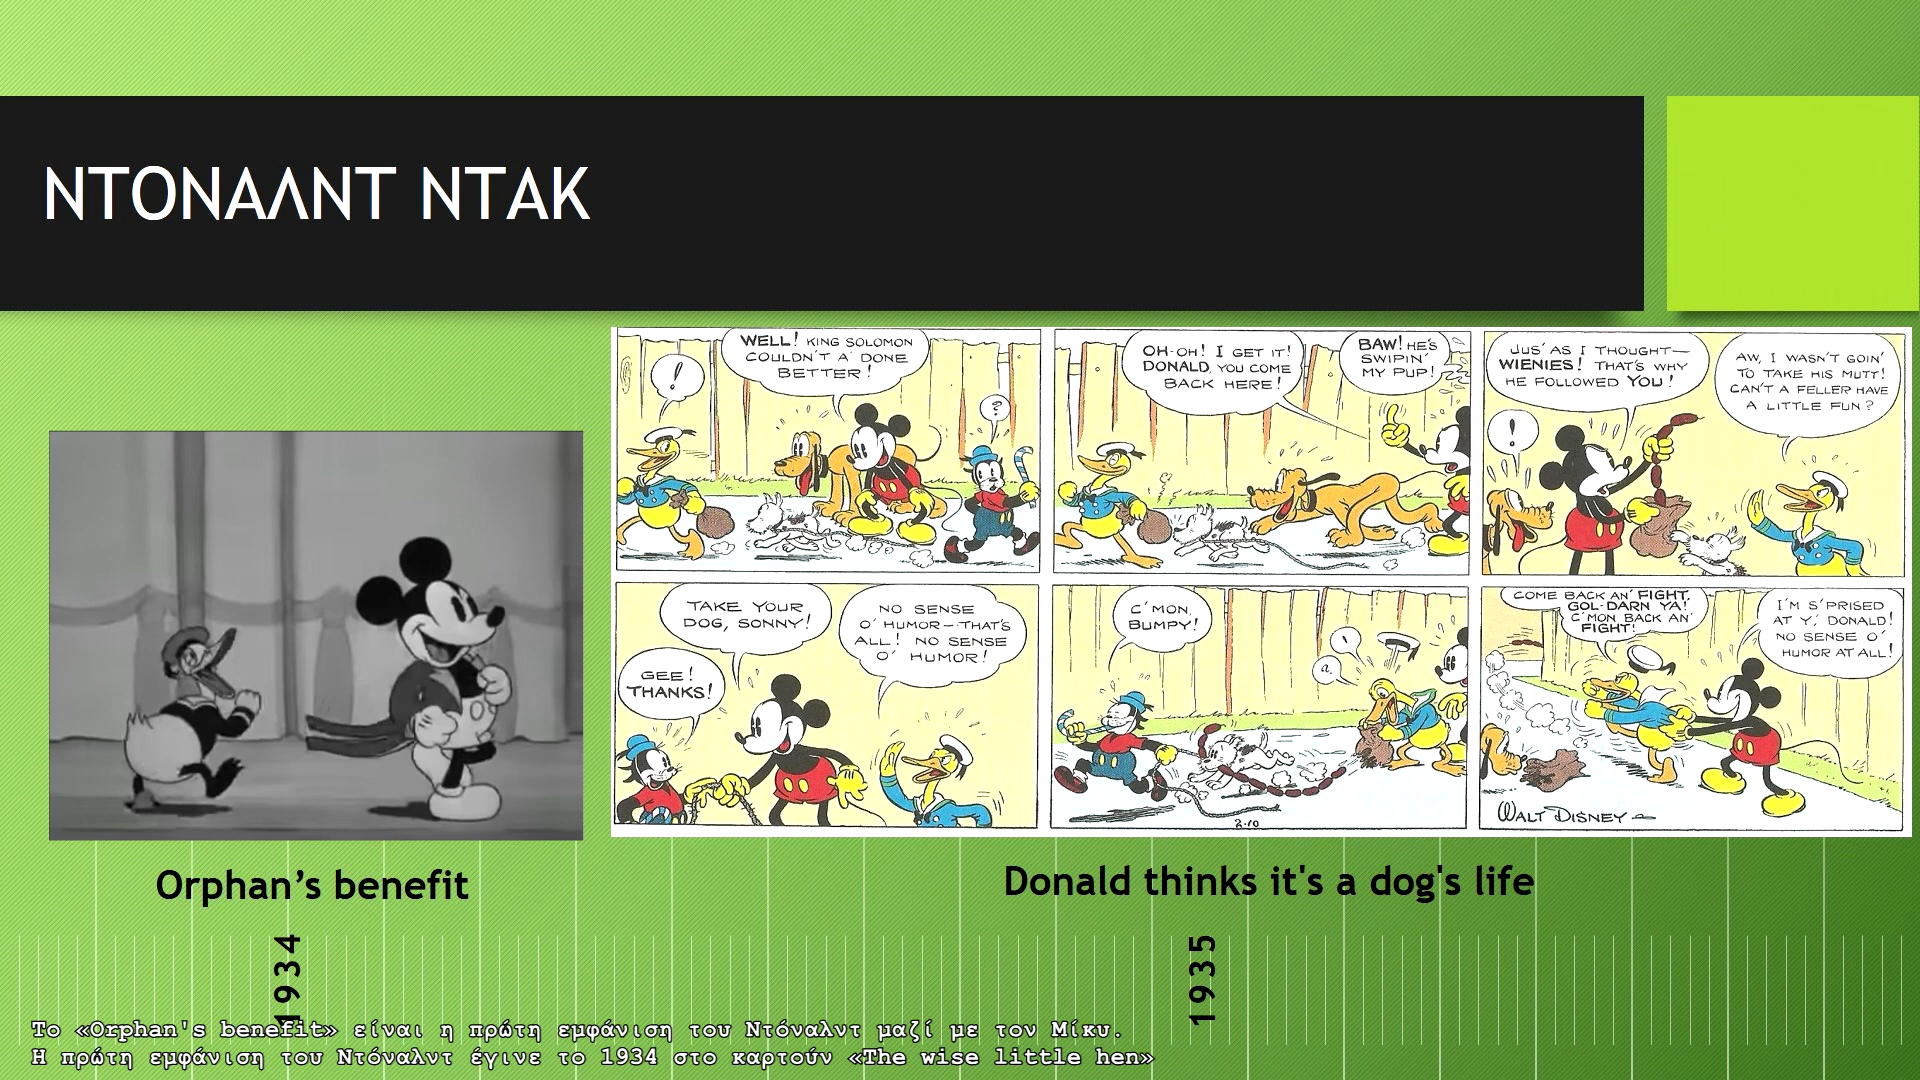 ΝΤΟΝΑΛΝΤ ΝΤΑΚ
!
WELL! KING SOLOMON
COULDN'T A' DONE
BETTER!
?
OH-OH! I GET IT!
DONALD, YOU COME
BACK HERE!
BAW! HE'S
SWIPIN'
MY PUP!
JUS' AS I THOUGHT—
WIENIES! THAT'S WHY
HE FOLLOWED YOU!
!
AW, I WASN'T GOIN'
TO TAKE HIS MUTT!
CAN'T A FELLER HAVE
A LITTLE FUN?
TAKE YOUR
DOG, SONNY!
GEE!
THANKS!
NO SENSE
O' HUMOR—THAT'S
ALL! NO SENSE
O' HUMOR!
C'MON,
BUMPY!
!
?
2-10
COME BACK AN' FIGHT,
GOL-DARN YA!
C'MON BACK AN'
FIGHT!
I'M S'PRISED
AT Y', DONALD!
NO SENSE O'
HUMOR AT ALL!
WALT DISNEY
Orphan’s benefit
Donald thinks it's a dog's life
1934
1935
Το «Orphan's benefit» είναι η πρώτη εμφάνιση του Ντόναλντ μαζί με τον Μίκυ.
Η πρώτη εμφάνιση του Ντόναλντ έγινε το 1934 στο καρτούν «The wise little hen»